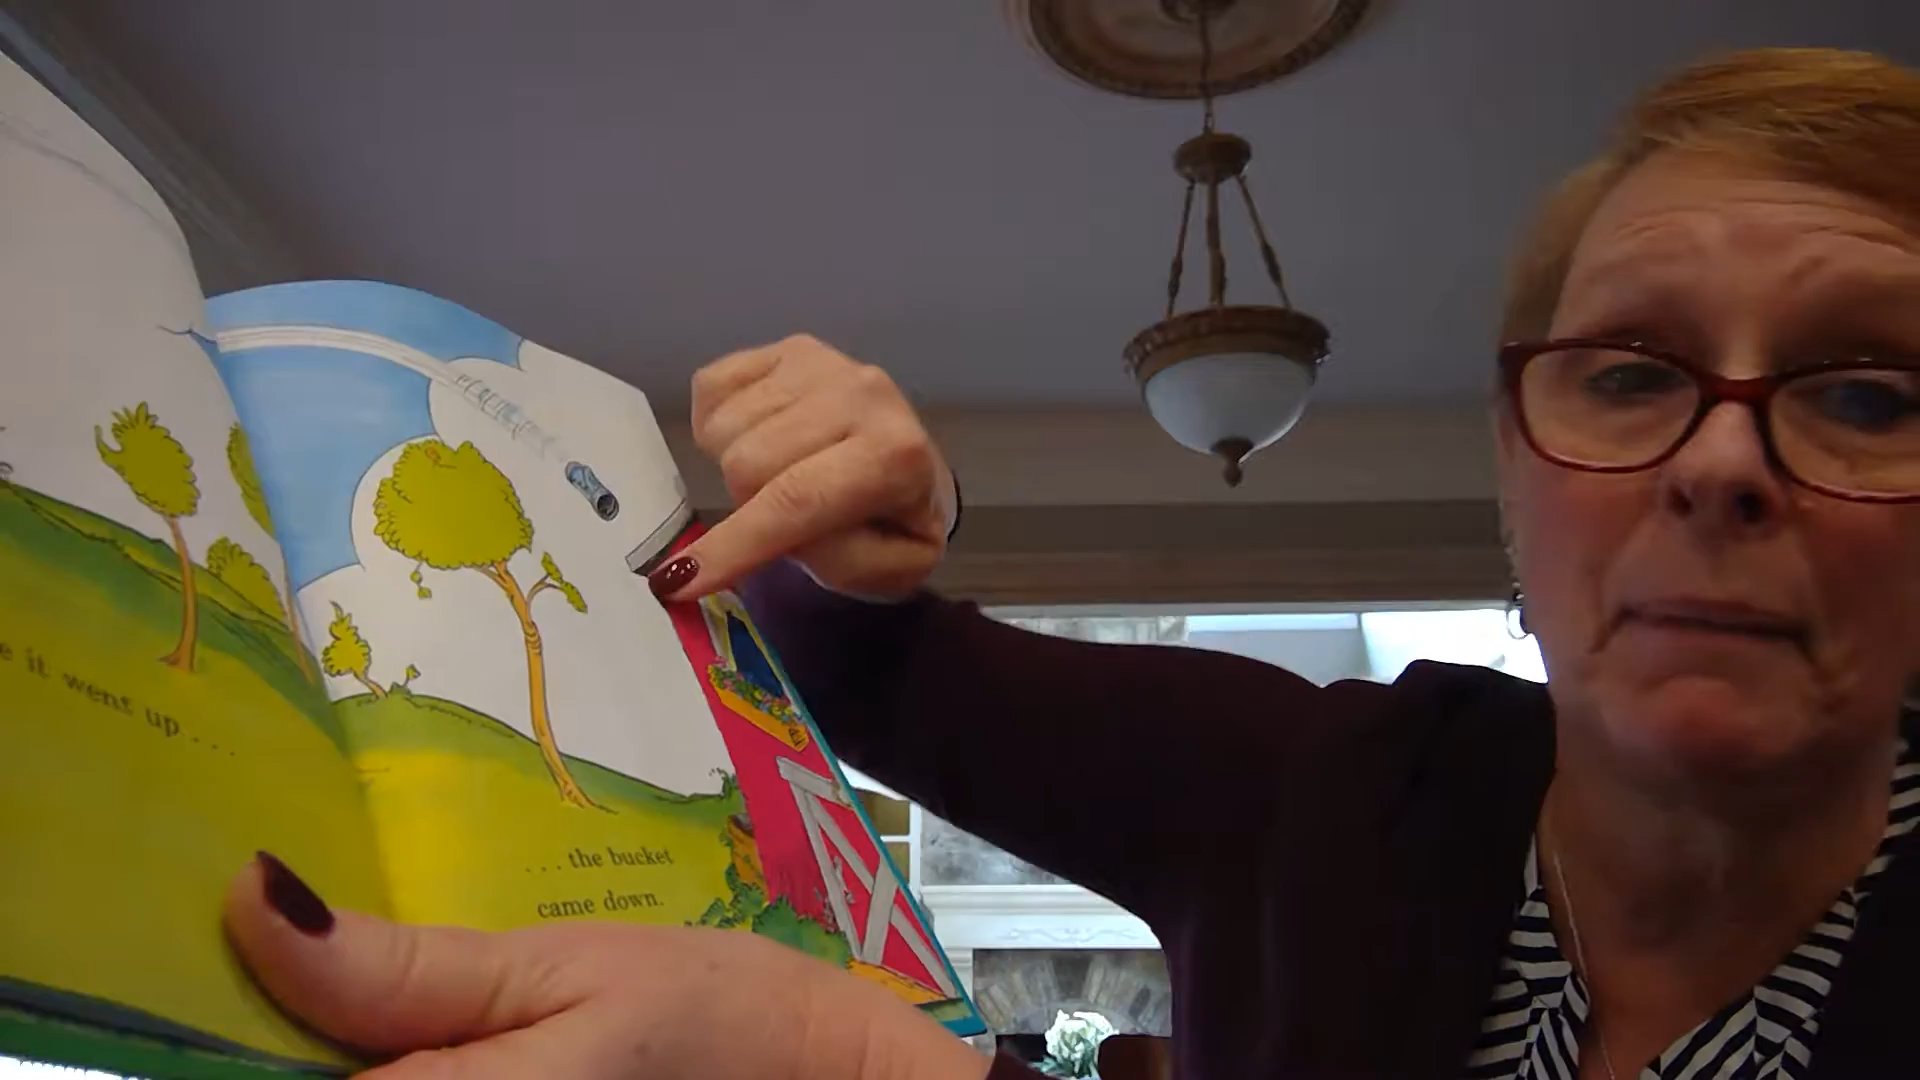 e it went up....
...the bucket
came down.